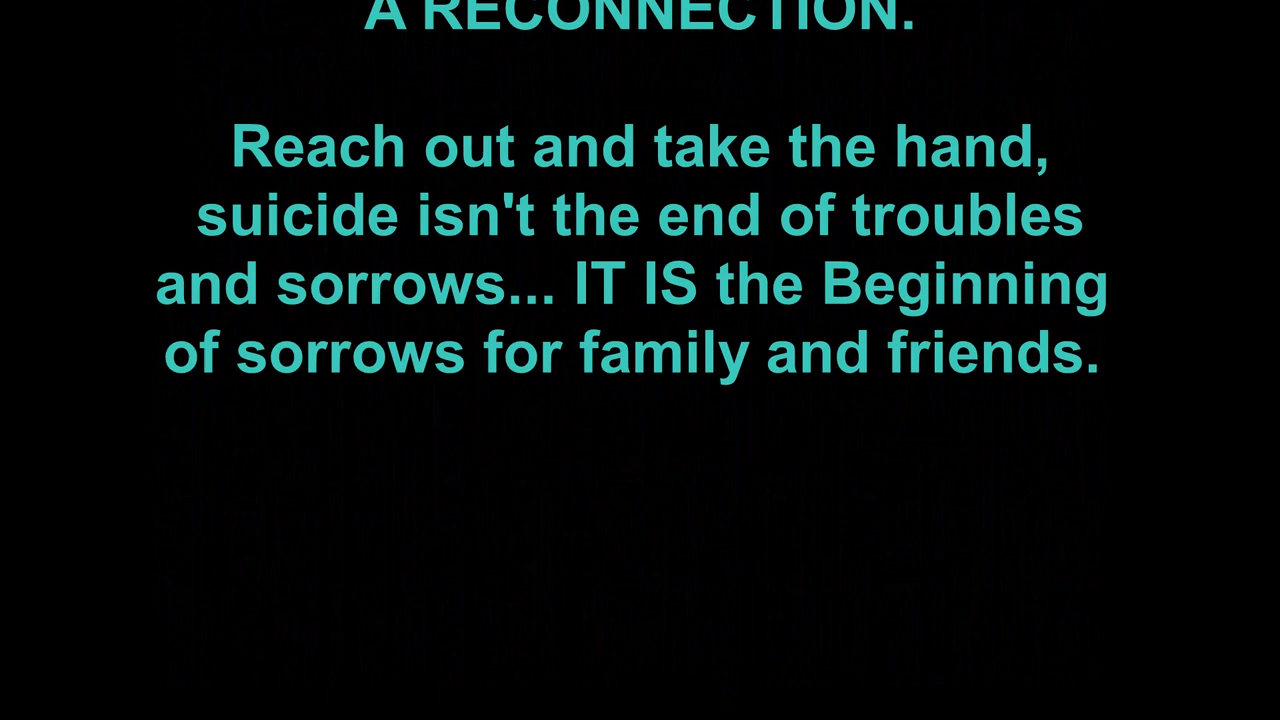 A RECONNECTION.
Reach out and take the hand,
suicide isn't the end of troubles
and sorrows... IT IS the Beginning
of sorrows for family and friends.